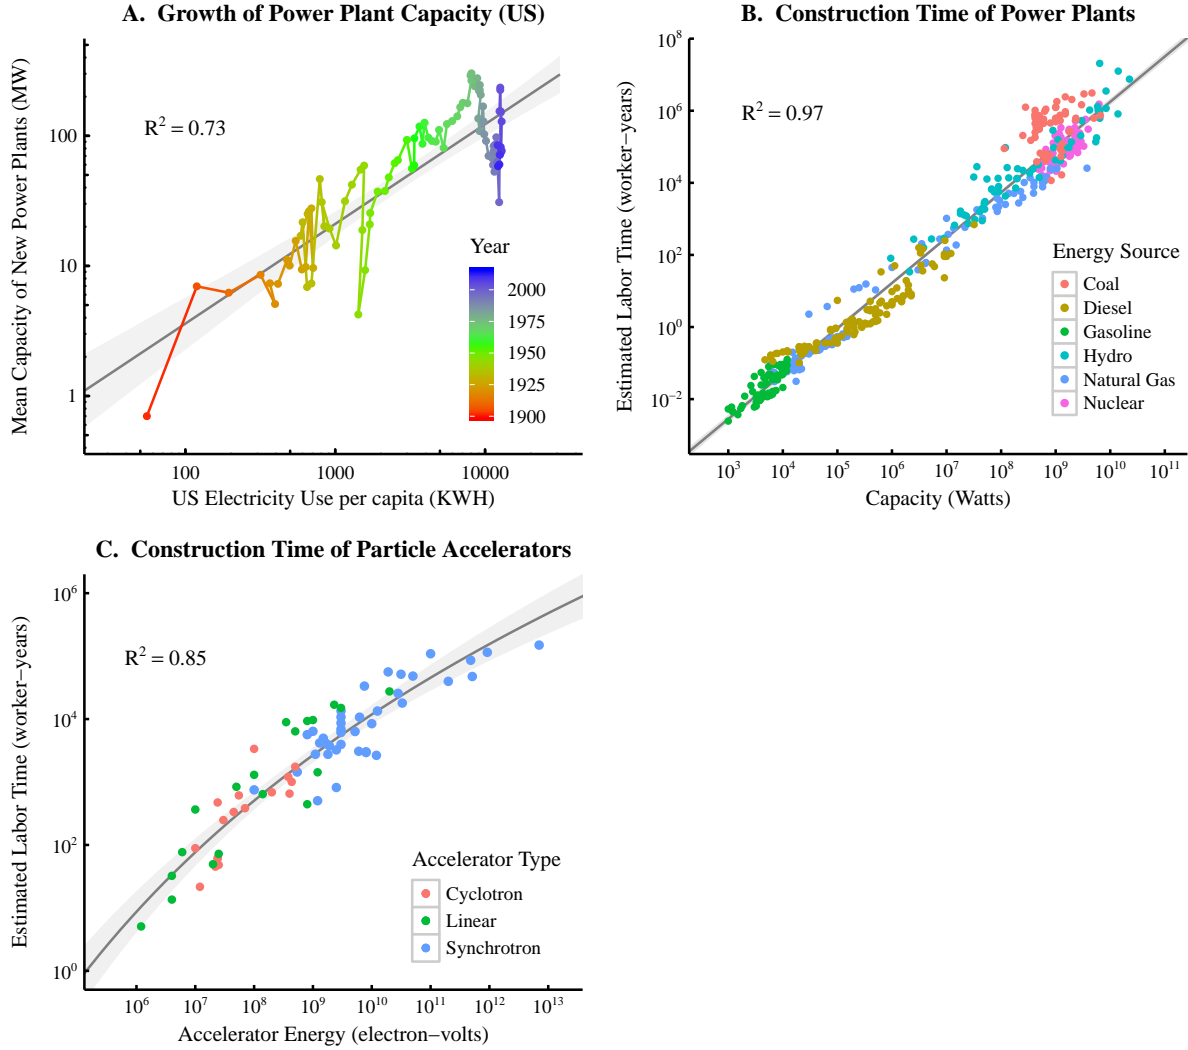 A.  Growth of Power Plant Capacity (US)
Mean Capacity of New Power Plants (MW)
R² = 0.73
100
10
1
Year
2000
1975
1950
1925
1900
100 1000 10000
US Electricity Use per capita (KWH)
B.  Construction Time of Power Plants
Estimated Labor Time (worker−years)
R² = 0.97
10⁸
10⁶
10⁴
10²
10⁰
10⁻²
Energy Source
Coal
Diesel
Gasoline
Hydro
Natural Gas
Nuclear
10³ 10⁴ 10⁵ 10⁶ 10⁷ 10⁸ 10⁹ 10¹⁰ 10¹¹
Capacity (Watts)
C.  Construction Time of Particle Accelerators
Estimated Labor Time (worker−years)
R² = 0.85
10⁶
10⁴
10²
10⁰
Accelerator Type
Cyclotron
Linear
Synchrotron
10⁶ 10⁷ 10⁸ 10⁹ 10¹⁰ 10¹¹ 10¹² 10¹³
Accelerator Energy (electron−volts)